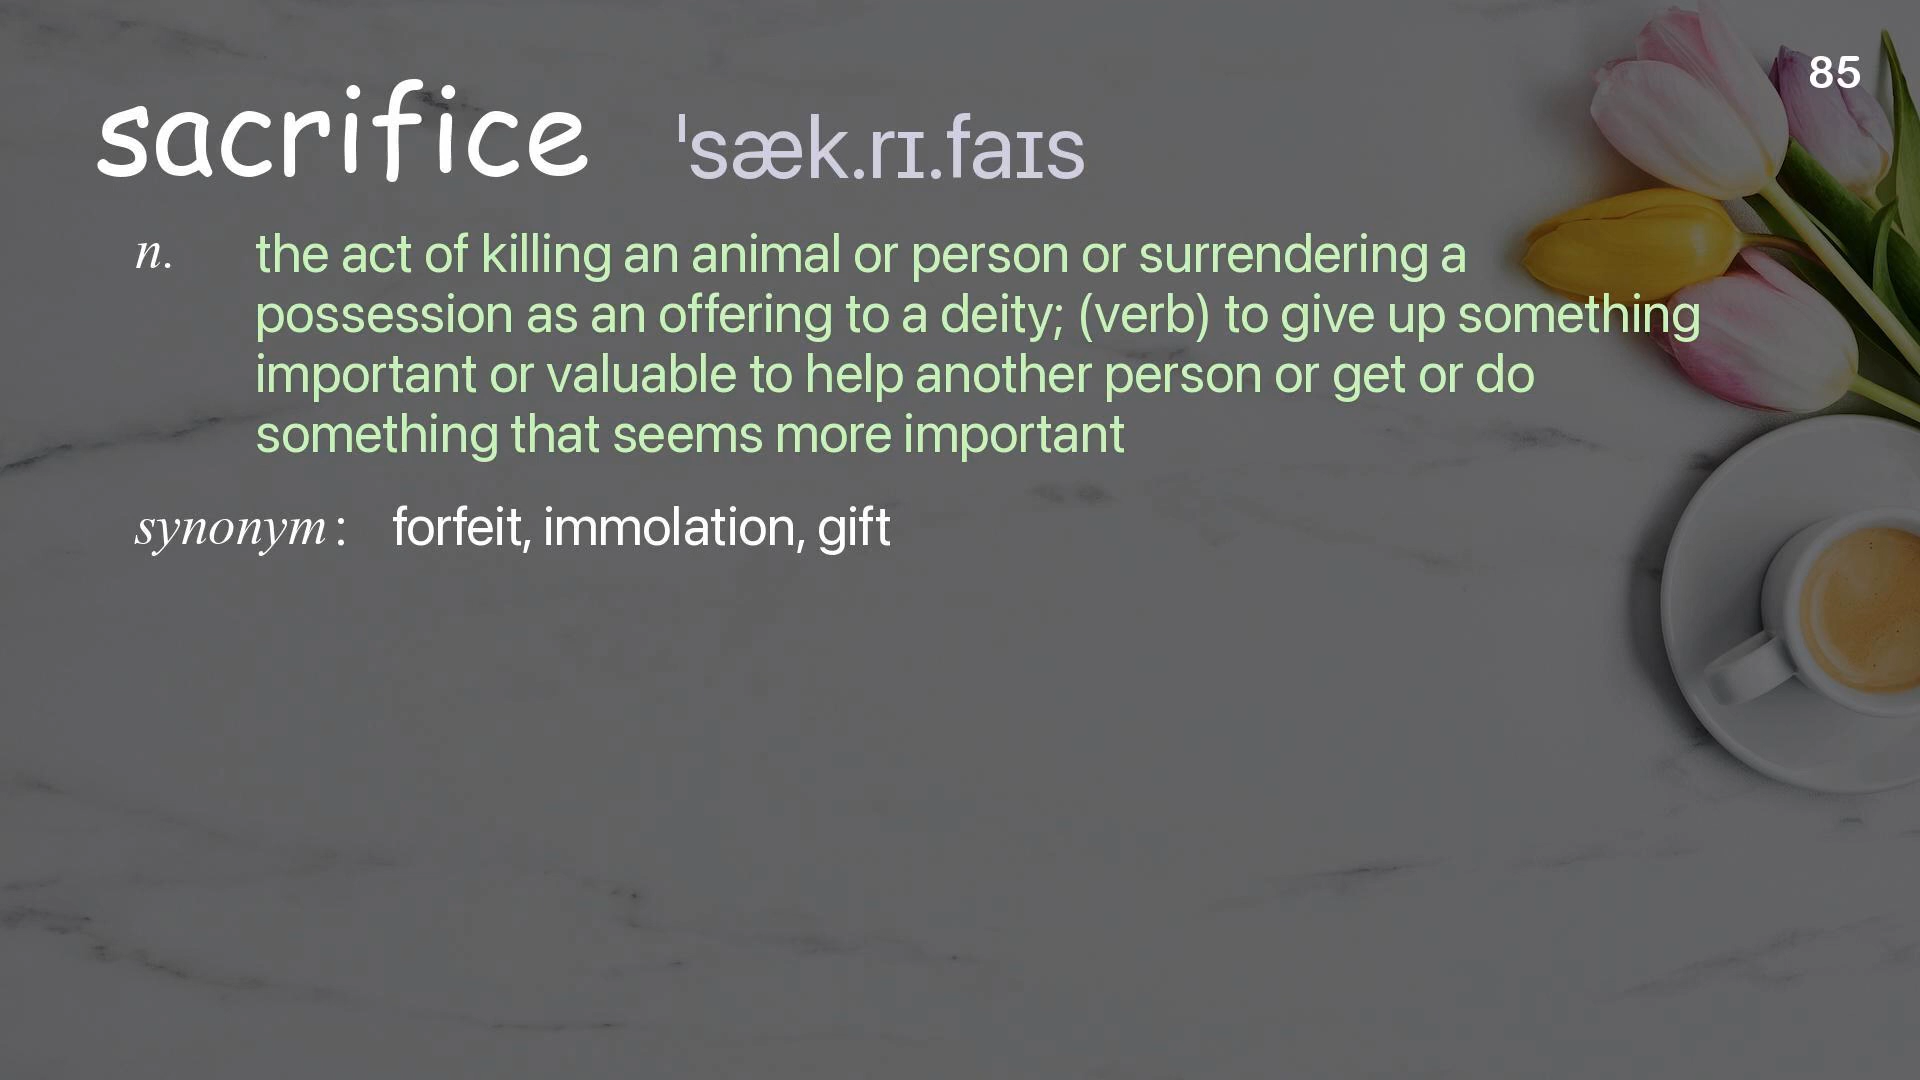 85
sacrifice ˈsæk.rɪ.faɪs
n. the act of killing an animal or person or surrendering a
possession as an offering to a deity; (verb) to give up something
important or valuable to help another person or get or do
something that seems more important
synonym: forfeit, immolation, gift